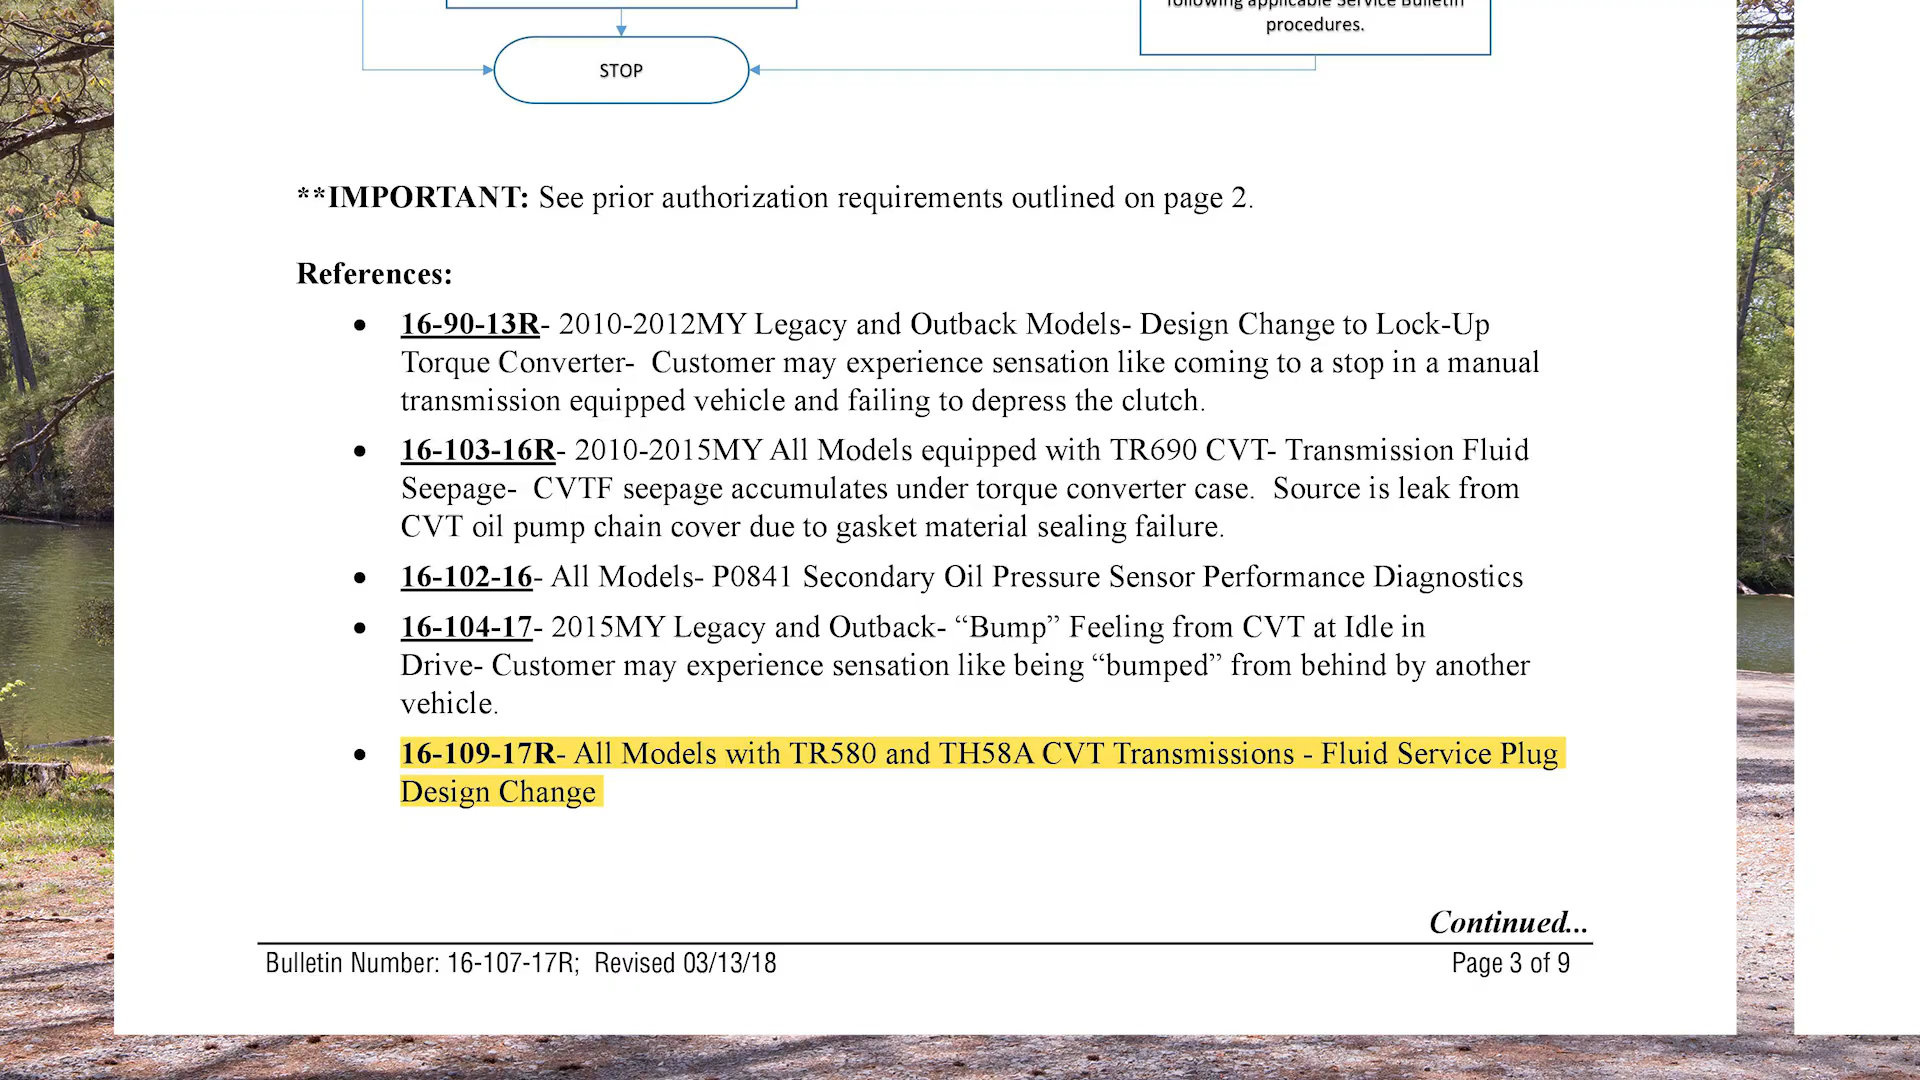 following applicable Service Bulletin
procedures.
STOP
**IMPORTANT: See prior authorization requirements outlined on page 2.
References:
• 16-90-13R- 2010-2012MY Legacy and Outback Models- Design Change to Lock-Up
Torque Converter-  Customer may experience sensation like coming to a stop in a manual
transmission equipped vehicle and failing to depress the clutch.
• 16-103-16R- 2010-2015MY All Models equipped with TR690 CVT- Transmission Fluid
Seepage-  CVTF seepage accumulates under torque converter case.  Source is leak from
CVT oil pump chain cover due to gasket material sealing failure.
• 16-102-16- All Models- P0841 Secondary Oil Pressure Sensor Performance Diagnostics
• 16-104-17- 2015MY Legacy and Outback- “Bump” Feeling from CVT at Idle in
Drive- Customer may experience sensation like being “bumped” from behind by another
vehicle.
• 16-109-17R- All Models with TR580 and TH58A CVT Transmissions - Fluid Service Plug
Design Change
Continued...
Bulletin Number: 16-107-17R;  Revised 03/13/18
Page 3 of 9